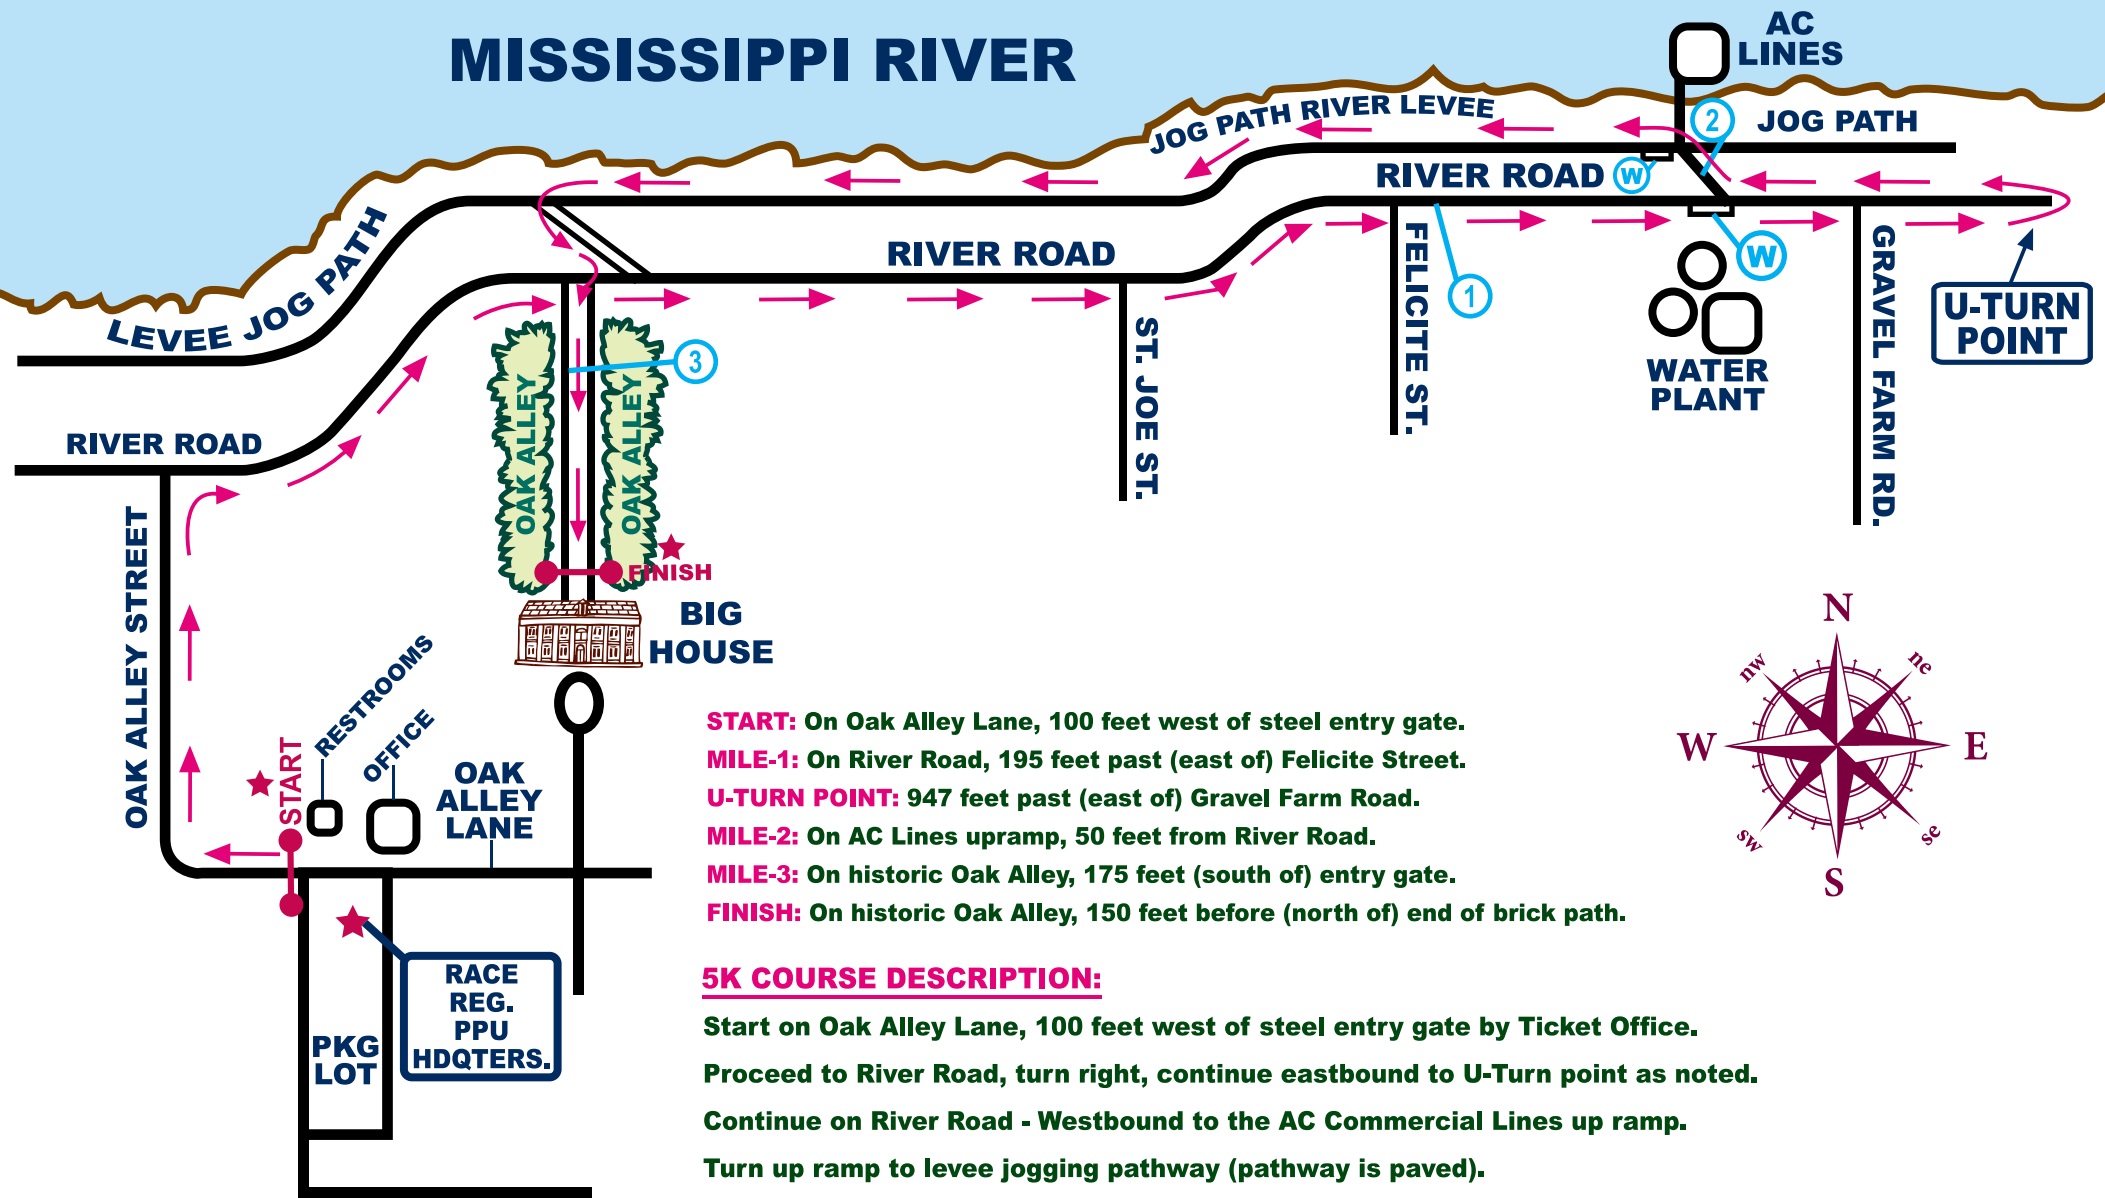 MISSISSIPPI RIVER
AC
LINES
JOG PATH RIVER LEVEE
2
JOG PATH
RIVER ROAD
W
LEVEE JOG PATH
RIVER ROAD
FELICITE ST.
1
W
GRAVEL FARM RD.
U-TURN
POINT
WATER
PLANT
ST. JOE ST.
OAK ALLEY
OAK ALLEY
3
RIVER ROAD
OAK ALLEY STREET
FINISH
BIG
HOUSE
RESTROOMS
OFFICE
START
OAK
ALLEY
LANE
N
ne
E
se
S
sw
W
nw
RACE
REG.
PPU
HDQTERS.
PKG
LOT
START: On Oak Alley Lane, 100 feet west of steel entry gate.
MILE-1: On River Road, 195 feet past (east of) Felicite Street.
U-TURN POINT: 947 feet past (east of) Gravel Farm Road.
MILE-2: On AC Lines upramp, 50 feet from River Road.
MILE-3: On historic Oak Alley, 175 feet (south of) entry gate.
FINISH: On historic Oak Alley, 150 feet before (north of) end of brick path.
5K COURSE DESCRIPTION:
Start on Oak Alley Lane, 100 feet west of steel entry gate by Ticket Office.
Proceed to River Road, turn right, continue eastbound to U-Turn point as noted.
Continue on River Road - Westbound to the AC Commercial Lines up ramp.
Turn up ramp to levee jogging pathway (pathway is paved).